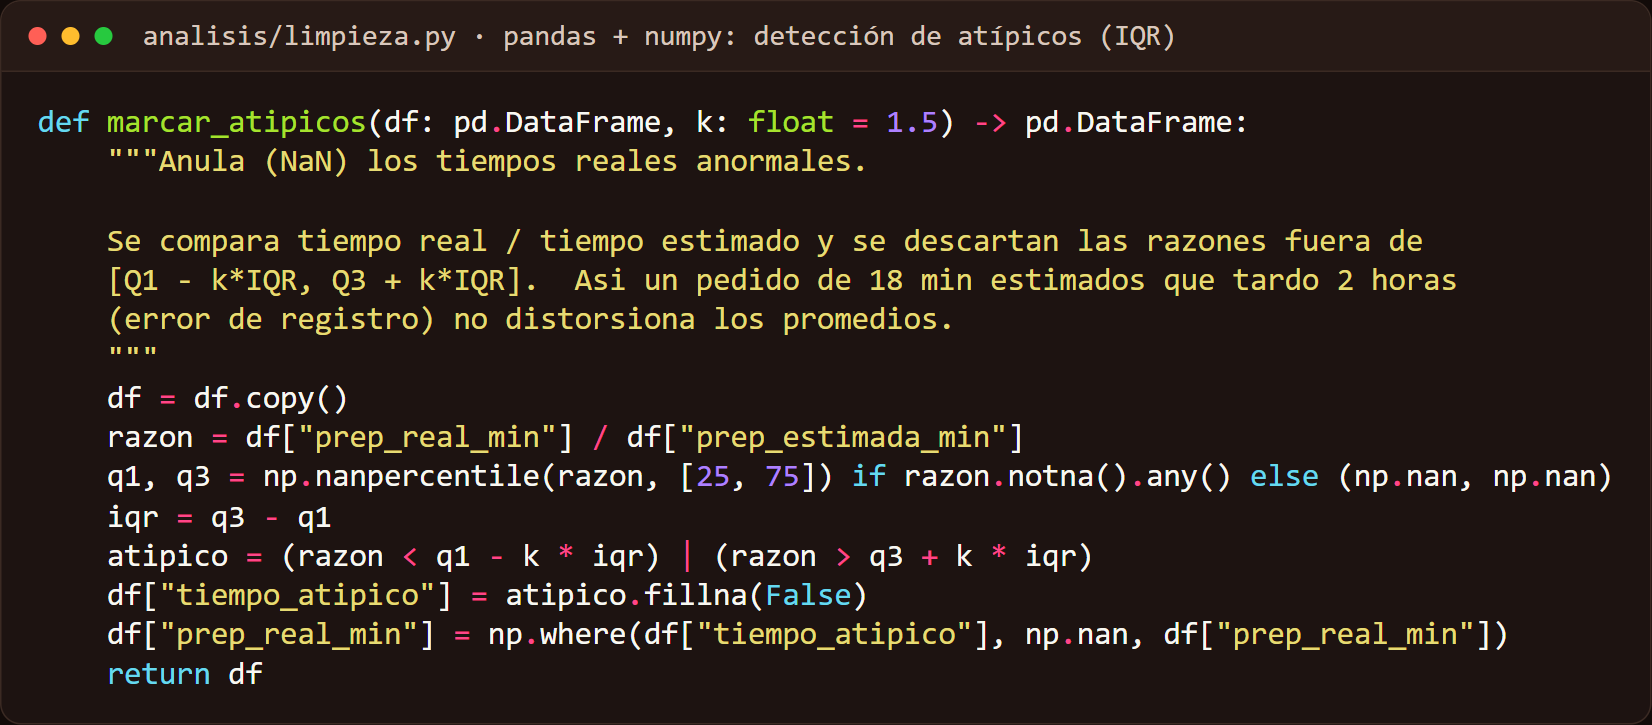 analisis/limpieza.py · pandas + numpy: detección de atípicos (IQR)
def marcar_atipicos(df: pd.DataFrame, k: float = 1.5) -> pd.DataFrame:
    """Anula (NaN) los tiempos reales anormales.

    Se compara tiempo real / tiempo estimado y se descartan las razones fuera de
    [Q1 - k*IQR, Q3 + k*IQR].  Asi un pedido de 18 min estimados que tardo 2 horas
    (error de registro) no distorsiona los promedios.
    """
    df = df.copy()
    razon = df["prep_real_min"] / df["prep_estimada_min"]
    q1, q3 = np.nanpercentile(razon, [25, 75]) if razon.notna().any() else (np.nan, np.nan)
    iqr = q3 - q1
    atipico = (razon < q1 - k * iqr) | (razon > q3 + k * iqr)
    df["tiempo_atipico"] = atipico.fillna(False)
    df["prep_real_min"] = np.where(df["tiempo_atipico"], np.nan, df["prep_real_min"])
    return df